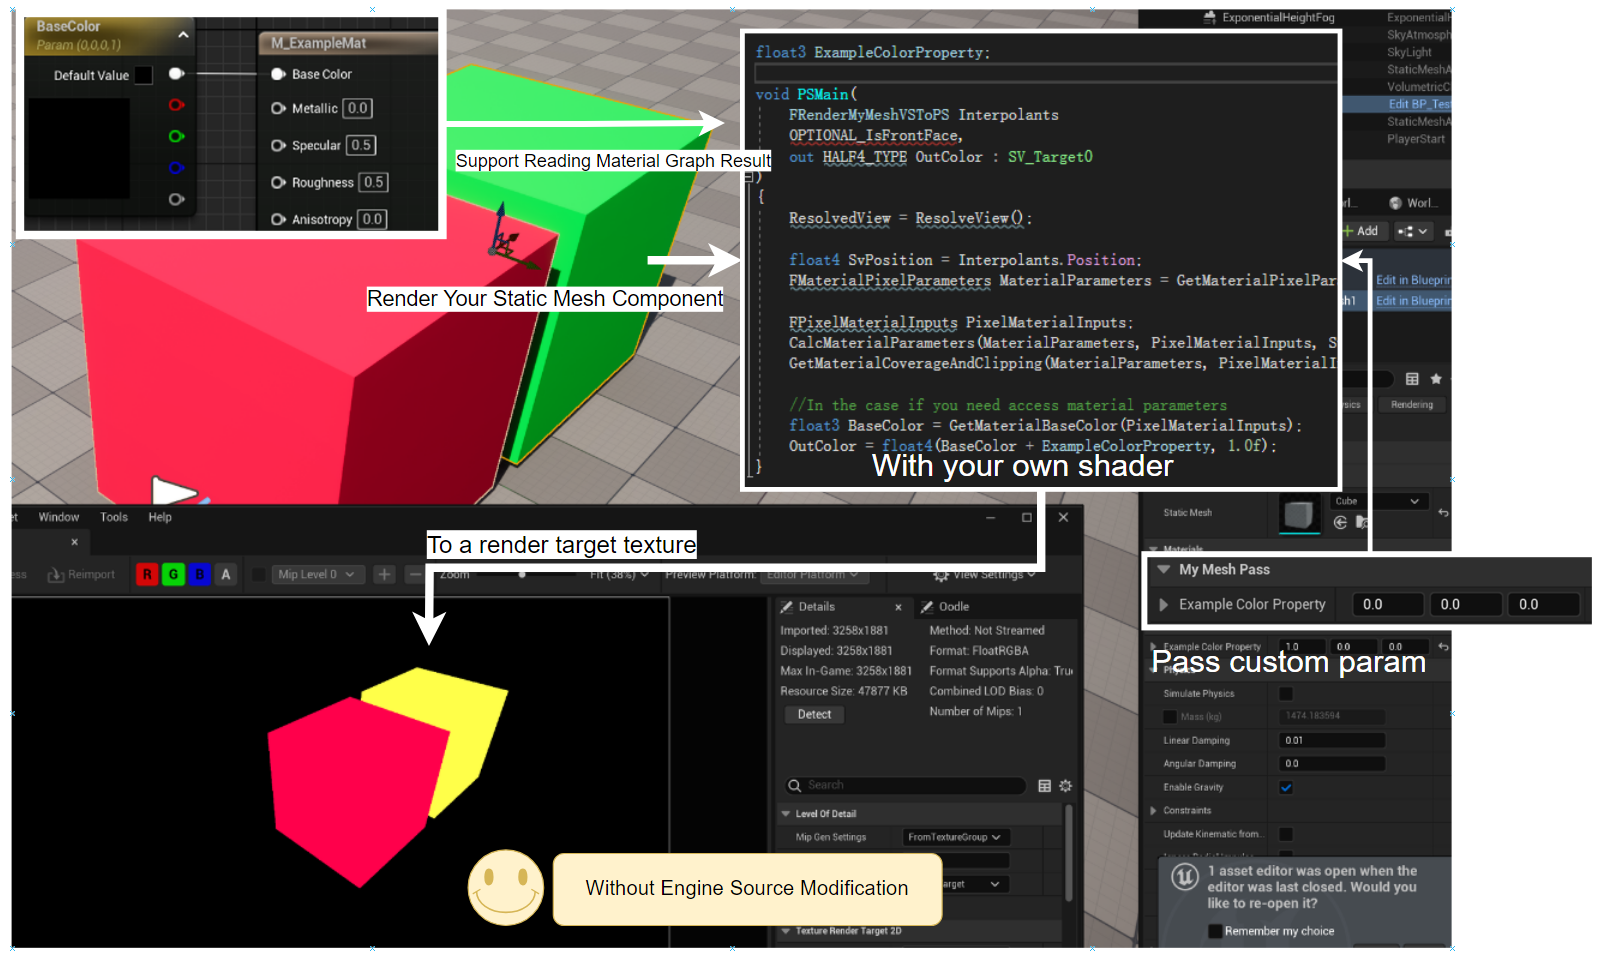 BaseColor
Param (0,0,0,1)
Default Value
M_ExampleMat
Base Color
Metallic 0.0
Specular 0.5
Roughness 0.5
Anisotropy 0.0
Support Reading Material Graph Result
Render Your Static Mesh Component
float3 ExampleColorProperty;
void PSMain(
FRenderMyMeshVSToPS Interpolants
OPTIONAL_IsFrontFace,
out HALF4_TYPE OutColor : SV_Target0
)
{
ResolvedView = ResolveView();
float4 SvPosition = Interpolants.Position;
FMaterialPixelParameters MaterialParameters = GetMaterialPixelPar
FPixelMaterialInputs PixelMaterialInputs;
CalcMaterialParameters(MaterialParameters, PixelMaterialInputs, S
GetMaterialCoverageAndClipping(MaterialParameters, PixelMaterialI
//In the case if you need access material parameters
float3 BaseColor = GetMaterialBaseColor(PixelMaterialInputs);
OutColor = float4(BaseColor + ExampleColorProperty, 1.0f);
}
With your own shader
ExponentialHeightFog
Exponential
SkyAtmosph
SkyLight
StaticMeshA
VolumetricC
Edit BP_Tes
StaticMeshA
PlayerStart
Worl...
Add
Edit in Blueprin
Edit in Blueprin
Rendering
Static Mesh
Cube
Materials
My Mesh Pass
Example Color Property 0.0 0.0 0.0
Example Color Property 1.0 0.0 0.0
Pass custom param
Simulate Physics
Mass (kg) 1474.183594
Linear Damping 0.01
Angular Damping 0.0
Enable Gravity
Constraints
Update Kinematic from...
1 asset editor was open when the
editor was last closed. Would you
like to re-open it?
Remember my choice
Window Tools Help
To a render target texture
Reimport
R G B A
Mip Level 0
Zoom
Fit (38%)
Preview Platform:
Editor Platform
View Settings
Details
Oodle
Imported: 3258x1881
Displayed: 3258x1881
Max In-Game: 3258x1881
Resource Size: 47877 KB
Detect
Method: Not Streamed
Format: FloatRGBA
Format Supports Alpha: Tru
Combined LOD Bias: 0
Number of Mips: 1
Search
Level Of Detail
Mip Gen Settings
FromTextureGroup
arget
Texture Render Target 2D
Without Engine Source Modification